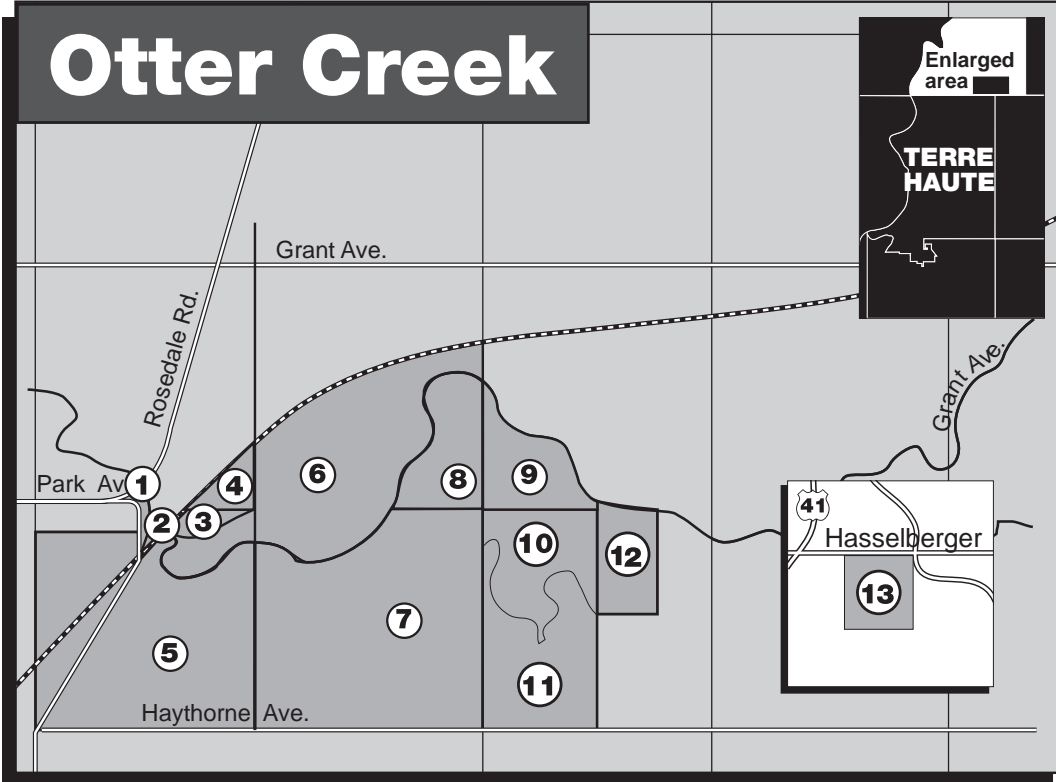 Otter Creek
Enlarged
area
TERRE
HAUTE
Grant Ave.
Rosedale Rd.
Grant Ave.
Park Av
1
2
3
4
5
6
7
8
9
10
11
12
41
Hasselberger
13
Haythorne Ave.